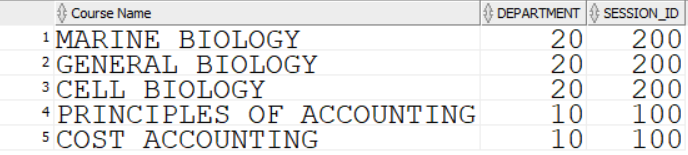 Course Name DEPARTMENT SESSION_ID
1 MARINE BIOLOGY 20 200
2 GENERAL BIOLOGY 20 200
3 CELL BIOLOGY 20 200
4 PRINCIPLES OF ACCOUNTING 10 100
5 COST ACCOUNTING 10 100